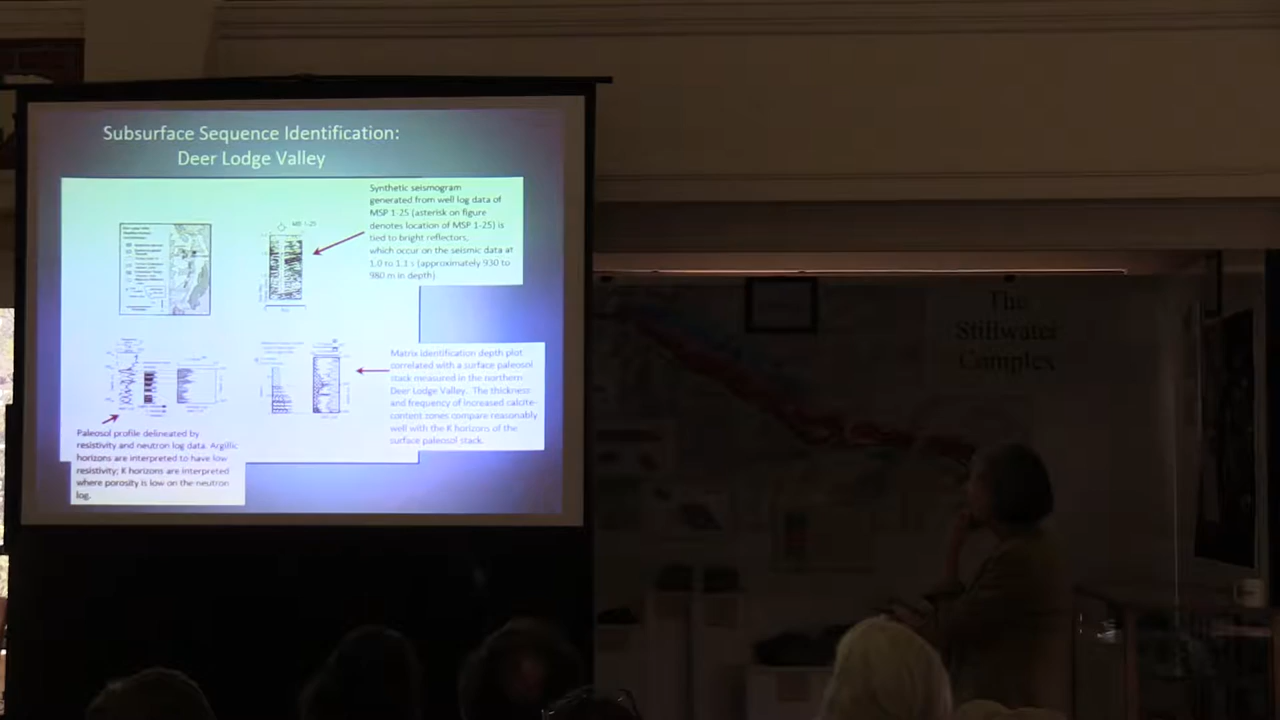 Subsurface Sequence Identification:
Deer Lodge Valley
Synthetic seismogram
generated from well log data of
MSP 1-25 (asterisk on figure
denotes location of MSP 1-25) is
tied to bright reflectors,
which occur on the seismic data at
1.0 to 1.1 s (approximately 930 to
980 m in depth)
Matrix identification depth plot
correlated with a surface paleosol
stack measured in the northern
Deer Lodge Valley. The thickness
and frequency of increased calcite-
content zones compare reasonably
well with the K horizons of the
surface paleosol stack.
Paleosol profile delineated by
resistivity and neutron log data. Argillic
horizons are interpreted to have low
resistivity; K horizons are interpreted
where porosity is low on the neutron
log.
The
Stillwater
Complex